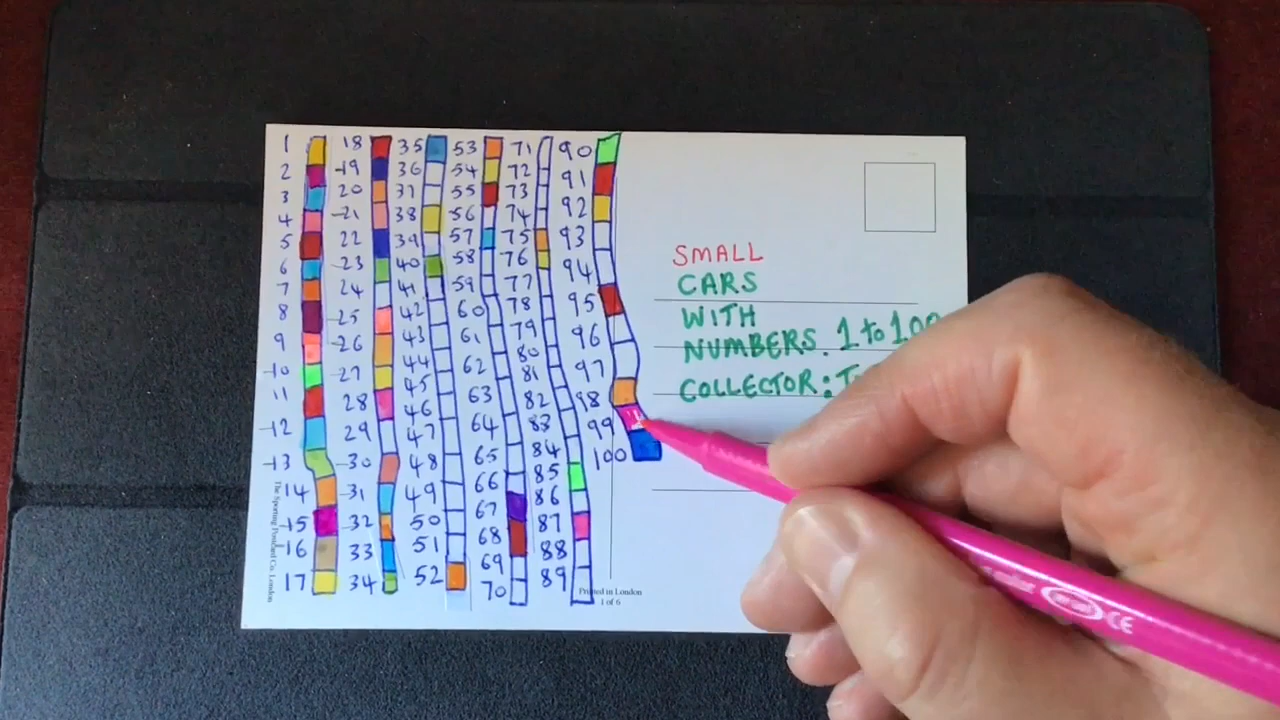 1 18 35 53 71 90
2 19 36 54 72 91
3 20 37 55 73 92
4 21 38 56 74 93
5 22 39 57 75 94
6 23 40 58 76 95
7 24 41 59 77 96
8 25 42 60 78 97
9 26 43 61 79 98
10 27 44 62 80 99
11 28 45 63 81 100
12 29 46 64 82
13 30 47 65 83
14 31 48 66 84
15 32 49 67 85
16 33 50 68 86
17 34 51 69 87
52 70 88
89
SMALL
CARS
WITH
NUMBERS. 1 to 100
COLLECTOR:
The Sporting Postcard Co. London
Printed in London
1 of 6
CE